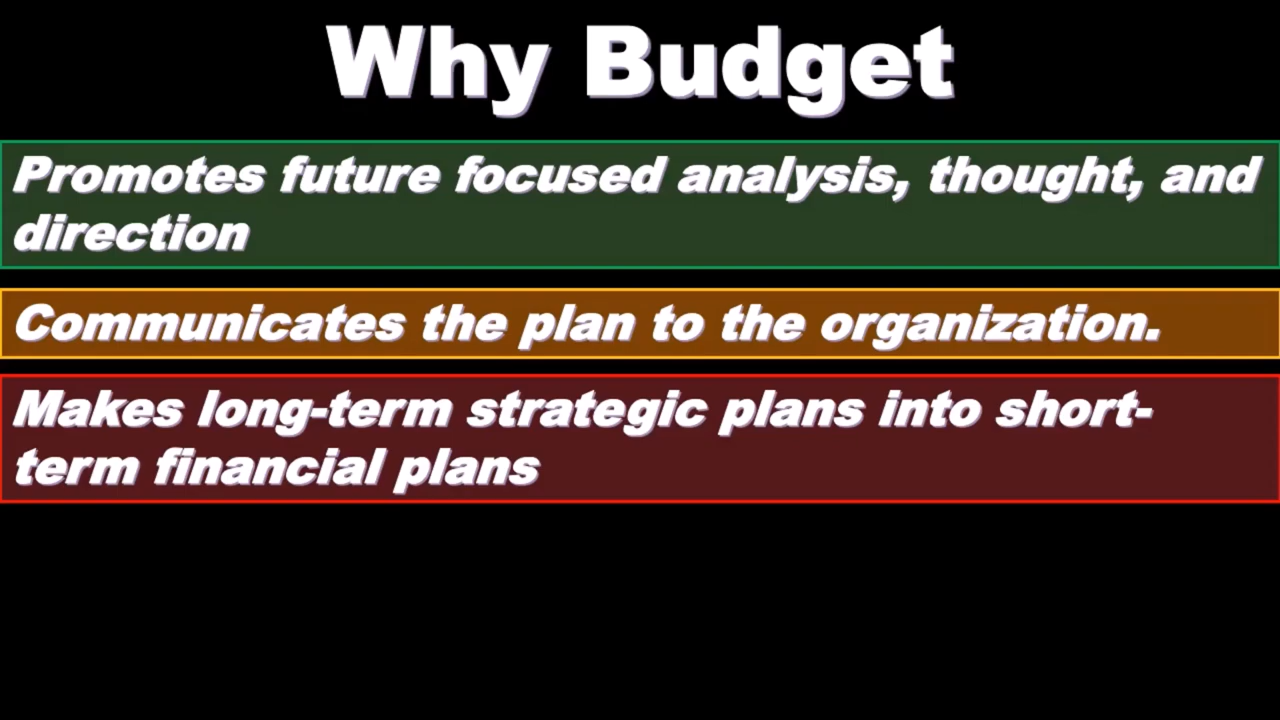 Why Budget
Promotes future focused analysis, thought, and
direction
Communicates the plan to the organization.
Makes long-term strategic plans into short-
term financial plans